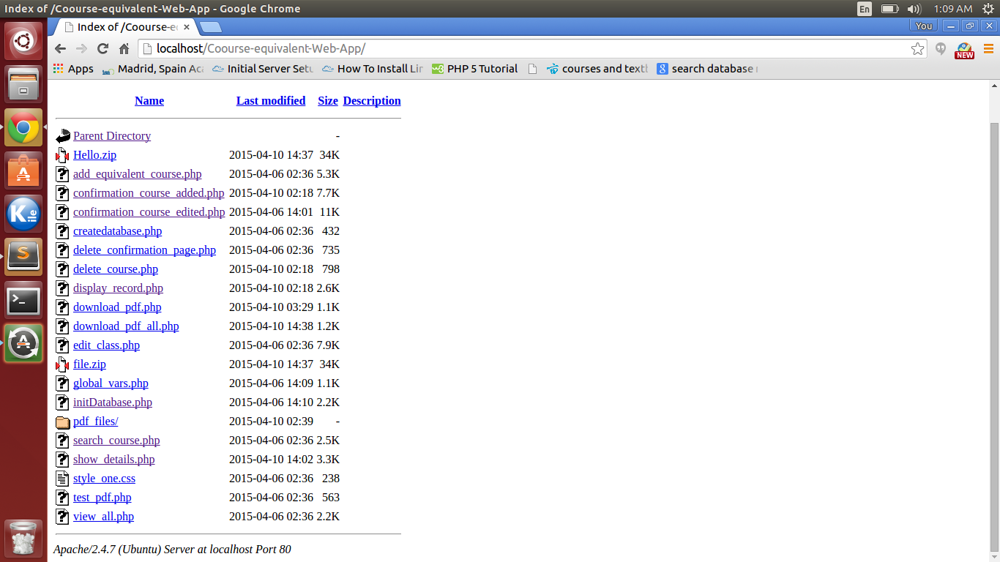 Index of /Coourse-equivalent-Web-App - Google Chrome
En
1:09 AM
Index of /Coourse-e
You
localhost/Coourse-equivalent-Web-App/
NEW
Apps
Madrid, Spain Aca
Initial Server Setu
How To Install Lin
PHP 5 Tutorial
courses and textb
search database
Name Last modified Size Description
Parent Directory -
Hello.zip 2015-04-10 14:37 34K
add_equivalent_course.php 2015-04-06 02:36 5.3K
confirmation_course_added.php 2015-04-10 02:18 7.7K
confirmation_course_edited.php 2015-04-06 14:01 11K
createdatabase.php 2015-04-06 02:36 432
delete_confirmation_page.php 2015-04-06 02:36 735
delete_course.php 2015-04-10 02:18 798
display_record.php 2015-04-10 02:18 2.6K
download_pdf.php 2015-04-10 03:29 1.1K
download_pdf_all.php 2015-04-10 14:38 1.2K
edit_class.php 2015-04-06 02:36 7.9K
file.zip 2015-04-10 14:37 34K
global_vars.php 2015-04-06 14:09 1.1K
initDatabase.php 2015-04-06 14:10 2.2K
pdf_files/ 2015-04-10 02:39 -
search_course.php 2015-04-06 02:36 2.5K
show_details.php 2015-04-10 14:02 3.3K
style_one.css 2015-04-06 02:36 238
test_pdf.php 2015-04-06 02:36 563
view_all.php 2015-04-06 02:36 2.2K
Apache/2.4.7 (Ubuntu) Server at localhost Port 80